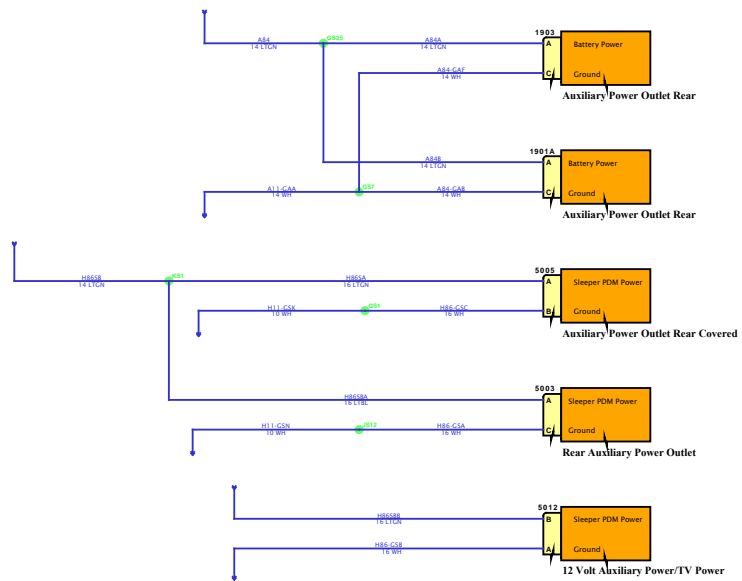 1903
A84
14 LTGN
GS25
A84A
14 LTGN
A
Battery Power
A84-GAF
14 WH
C
Ground
Auxiliary Power Outlet Rear
1901A
A84B
14 LTGN
A
Battery Power
A11-GAA
14 WH
GS7
A84-GAB
14 WH
C
Ground
Auxiliary Power Outlet Rear
5005
H86SB
14 LTGN
KS1
H86SA
16 LTGN
A
Sleeper PDM Power
H11-GSK
10 WH
GS1
H86-GSC
16 WH
B
Ground
Auxiliary Power Outlet Rear Covered
5003
H86SBA
16 LTBL
A
Sleeper PDM Power
H11-GSN
10 WH
JS12
H86-GSA
16 WH
C
Ground
Rear Auxiliary Power Outlet
5012
H86SBB
16 LTGN
B
Sleeper PDM Power
H86-GSB
16 WH
A
Ground
12 Volt Auxiliary Power/TV Power